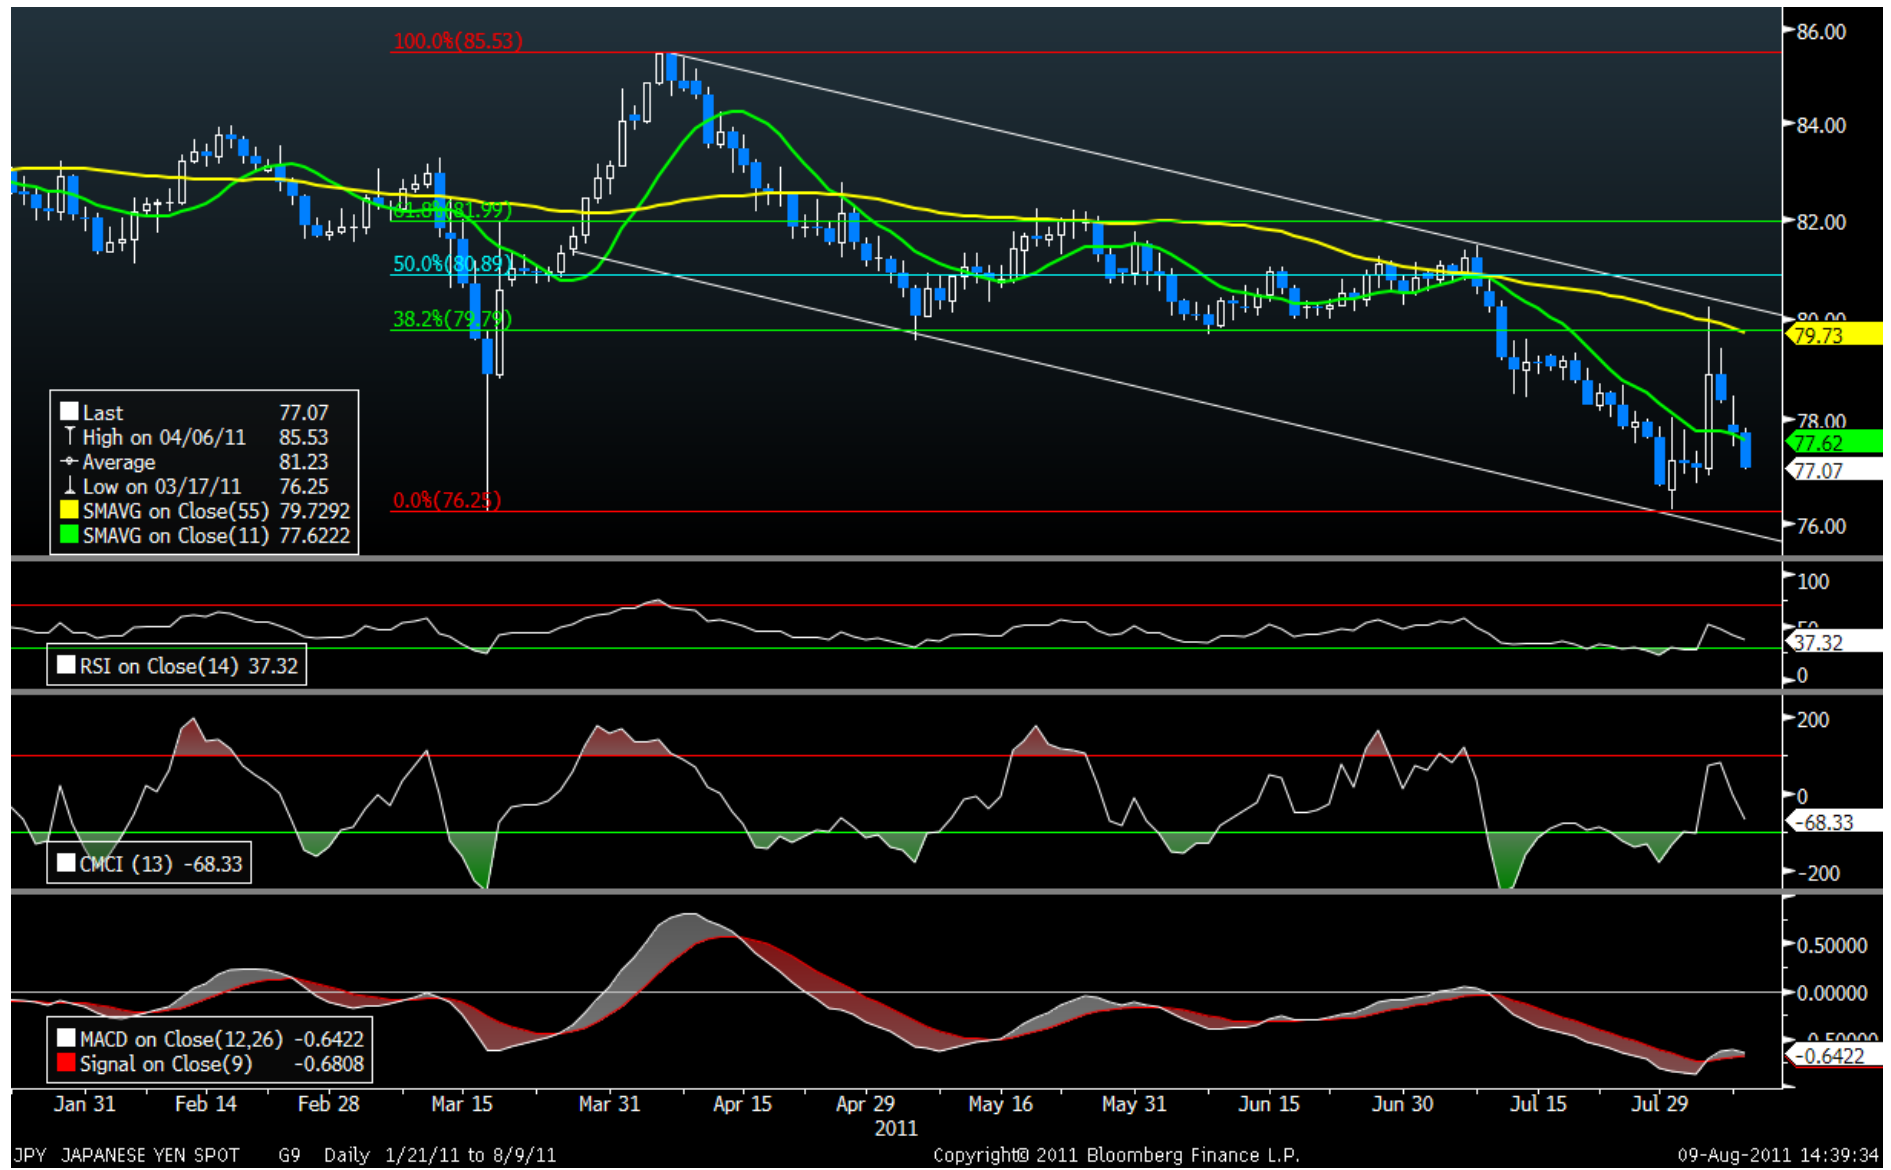 100.0%(85.53)
61.8%(81.99)
50.0%(80.89)
38.2%(79.79)
0.0%(76.25)
86.00
84.00
82.00
80.00
79.73
78.00
77.62
77.07
76.00
Last 77.07
High on 04/06/11 85.53
Average 81.23
Low on 03/17/11 76.25
SMAVG on Close(55) 79.7292
SMAVG on Close(11) 77.6222
100
50
37.32
0
RSI on Close(14) 37.32
200
0
-68.33
-200
CMCI (13) -68.33
0.50000
0.00000
-0.50000
-0.6422
MACD on Close(12,26) -0.6422
Signal on Close(9) -0.6808
Jan 31 Feb 14 Feb 28 Mar 15 Mar 31 Apr 15 Apr 29 May 16 May 31 Jun 15 Jun 30 Jul 15 Jul 29
2011
JPY JAPANESE YEN SPOT G9 Daily 1/21/11 to 8/9/11 Copyright© 2011 Bloomberg Finance L.P. 09-Aug-2011 14:39:34